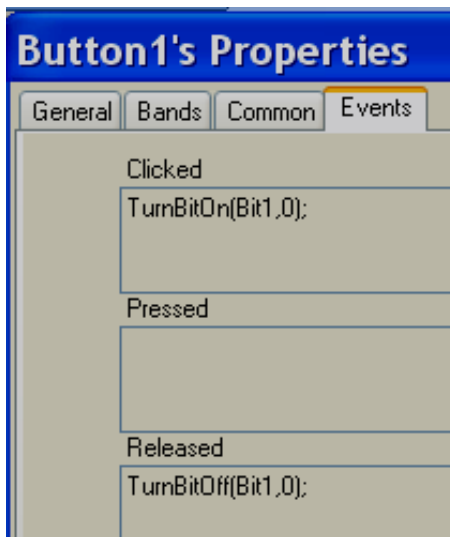 Button1's Properties
General Bands Common Events
Clicked
TurnBitOn(Bit1,0);
Pressed
Released
TurnBitOff(Bit1,0);